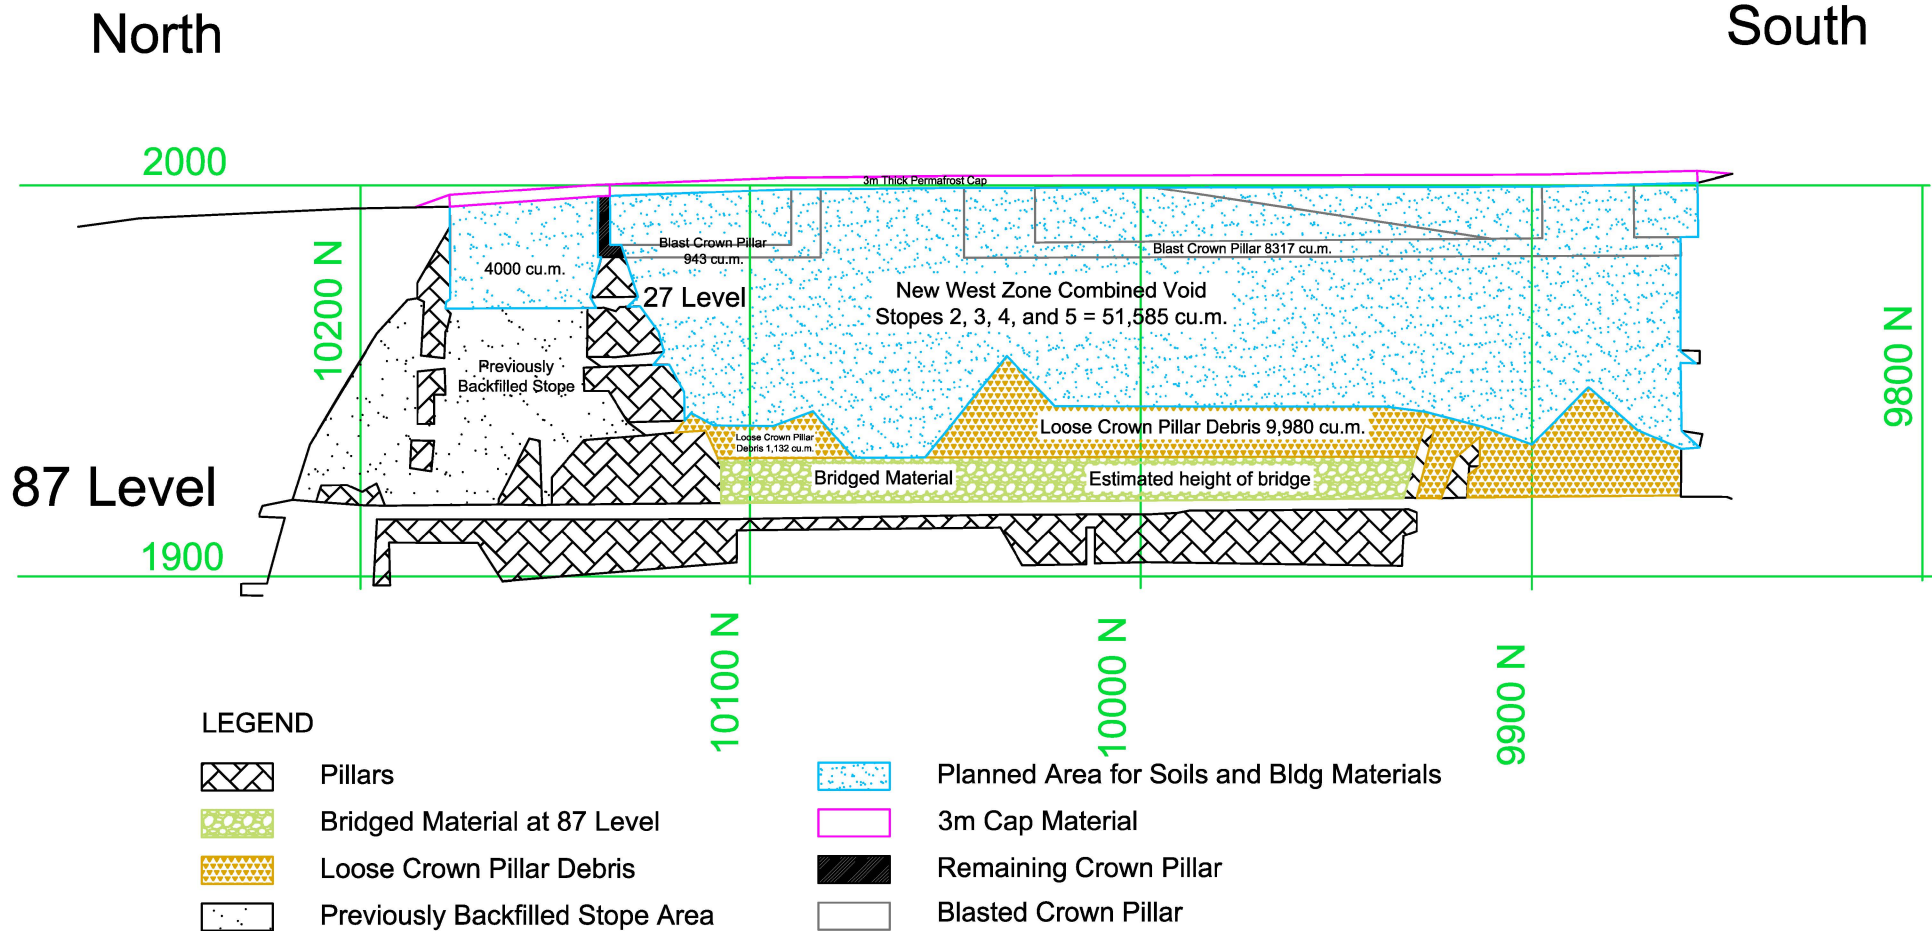 North
South
2000
3m Thick Permafrost Cap
10200 N
4000 cu.m.
Blast Crown Pillar
943 cu.m.
27 Level
Blast Crown Pillar 8317 cu.m.
New West Zone Combined Void
Stopes 2, 3, 4, and 5 = 51,585 cu.m.
9800 N
Previously
Backfilled Stope
Loose Crown Pillar
Debris 1,132 cu.m.
Loose Crown Pillar Debris 9,980 cu.m.
87 Level
Bridged Material
Estimated height of bridge
1900
10100 N
10000 N
9900 N
LEGEND
Pillars
Bridged Material at 87 Level
Loose Crown Pillar Debris
Previously Backfilled Stope Area
Planned Area for Soils and Bldg Materials
3m Cap Material
Remaining Crown Pillar
Blasted Crown Pillar